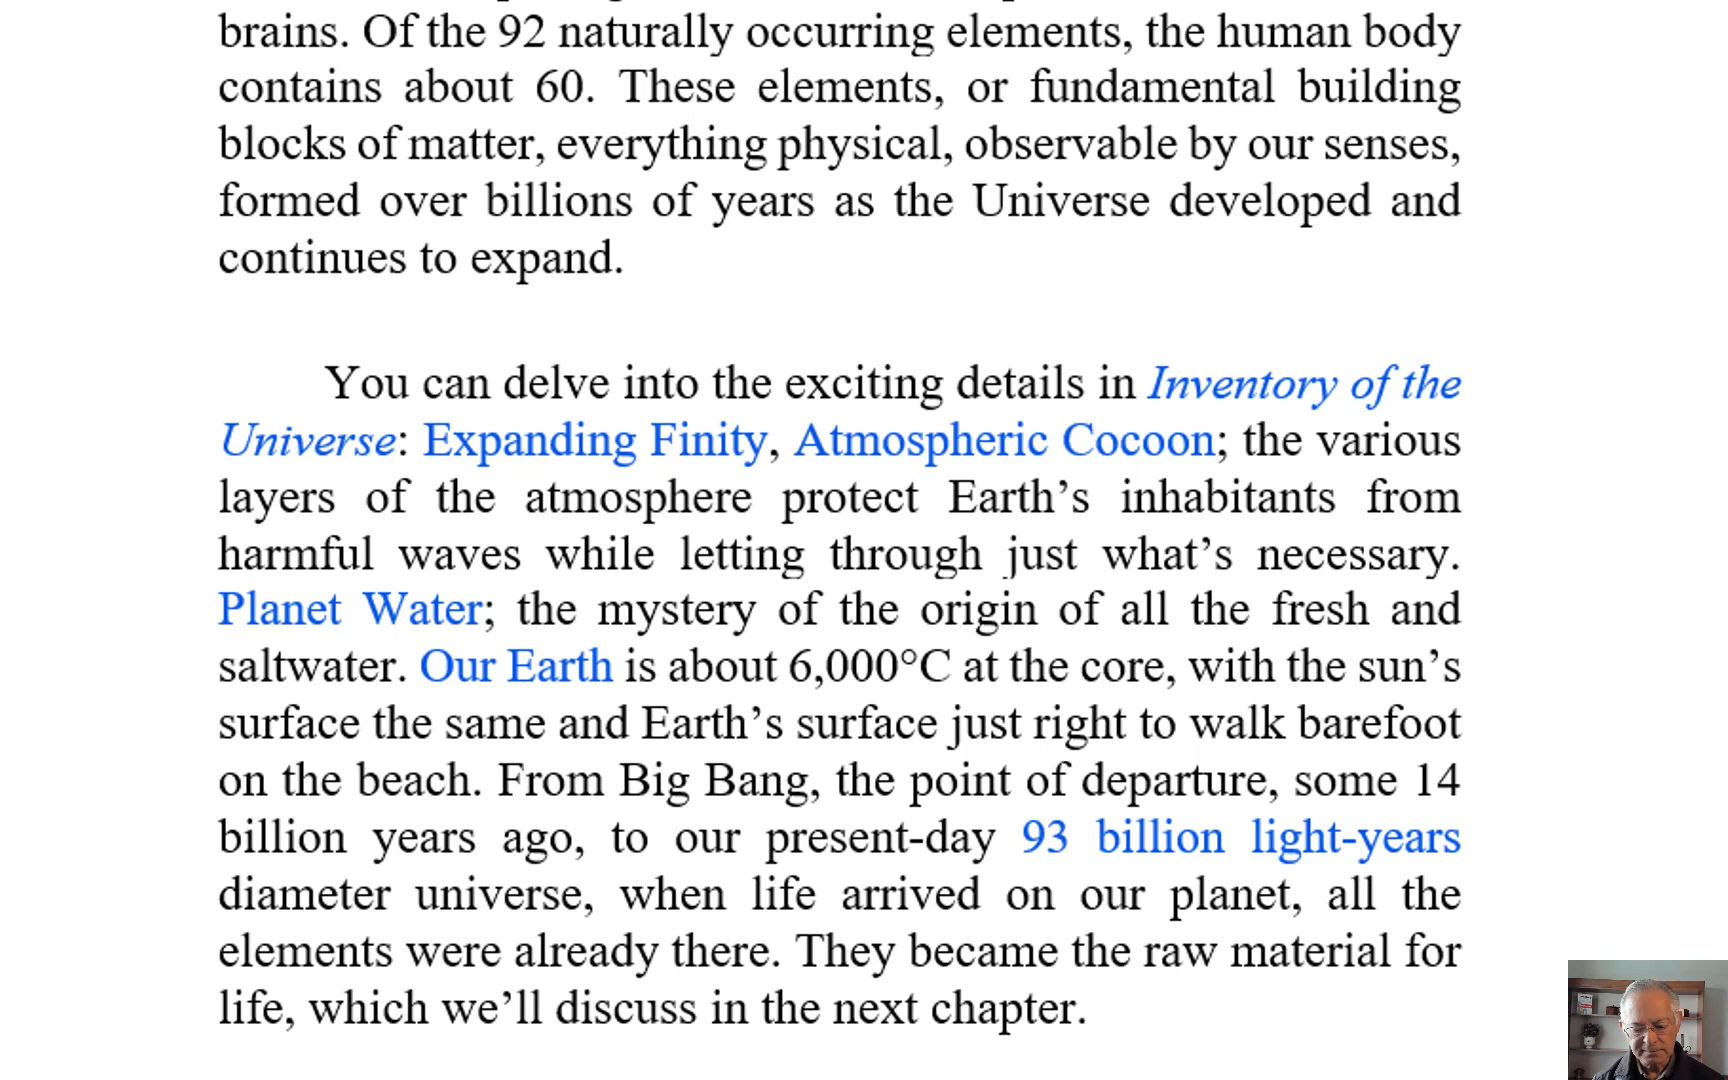 brains. Of the 92 naturally occurring elements, the human body
contains about 60. These elements, or fundamental building
blocks of matter, everything physical, observable by our senses,
formed over billions of years as the Universe developed and
continues to expand.
You can delve into the exciting details in Inventory of the
Universe: Expanding Finity, Atmospheric Cocoon; the various
layers of the atmosphere protect Earth’s inhabitants from
harmful waves while letting through just what’s necessary.
Planet Water; the mystery of the origin of all the fresh and
saltwater. Our Earth is about 6,000°C at the core, with the sun’s
surface the same and Earth’s surface just right to walk barefoot
on the beach. From Big Bang, the point of departure, some 14
billion years ago, to our present-day 93 billion light-years
diameter universe, when life arrived on our planet, all the
elements were already there. They became the raw material for
life, which we’ll discuss in the next chapter.